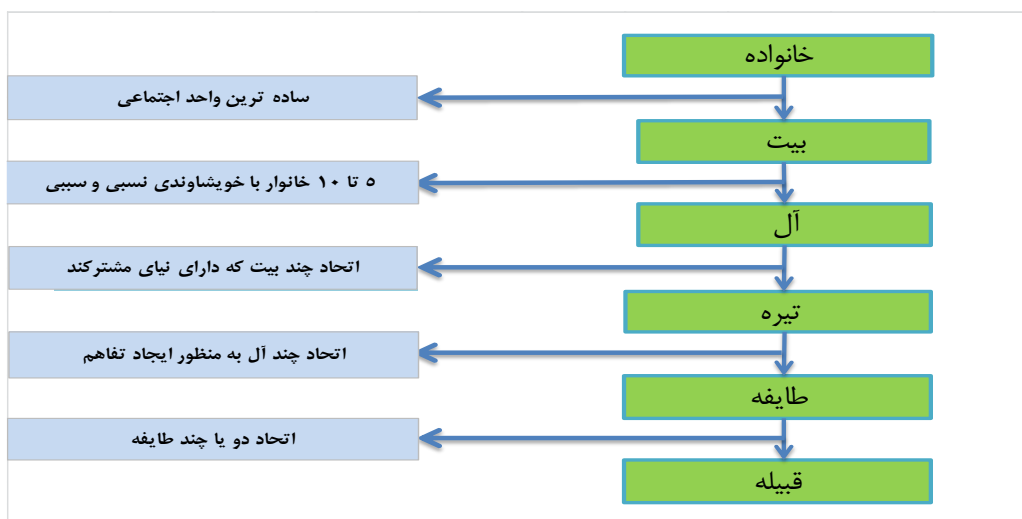 خانواده
ساده ترین واحد اجتماعی
بیت
۵ تا ۱۰ خانوار با خویشاوندی نسبی و سببی
آل
اتحاد چند بیت که دارای نیای مشترکند
تیره
اتحاد چند آل به منظور ایجاد تفاهم
طایفه
اتحاد دو یا چند طایفه
قبیله